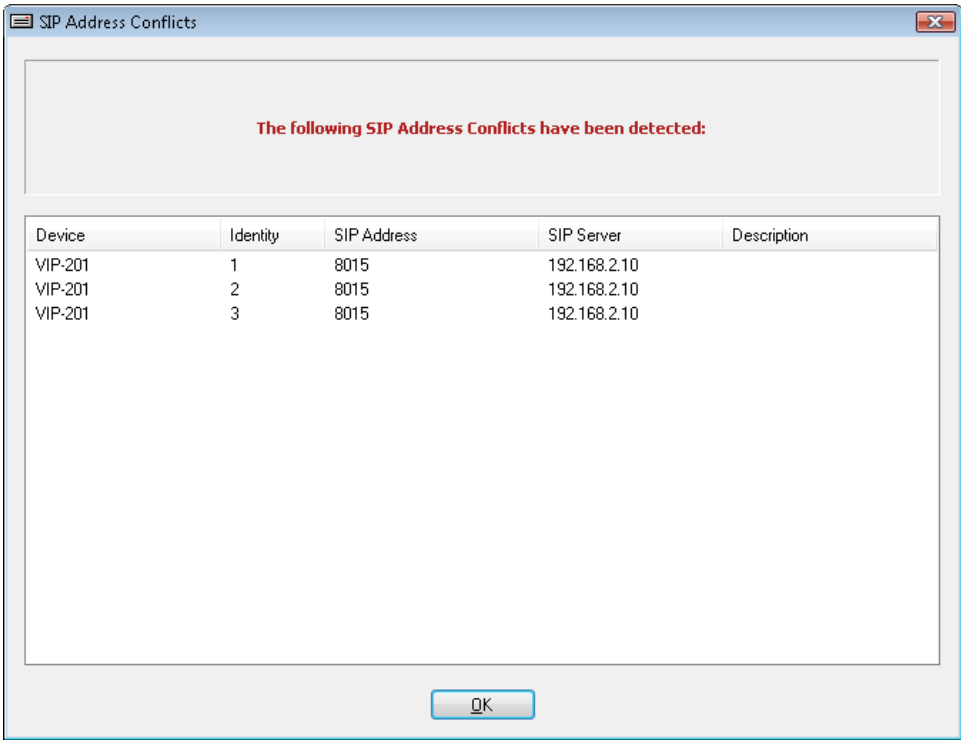 SIP Address Conflicts
The following SIP Address Conflicts have been detected:
Device Identity SIP Address SIP Server Description
VIP-201 1 8015 192.168.2.10
VIP-201 2 8015 192.168.2.10
VIP-201 3 8015 192.168.2.10
OK